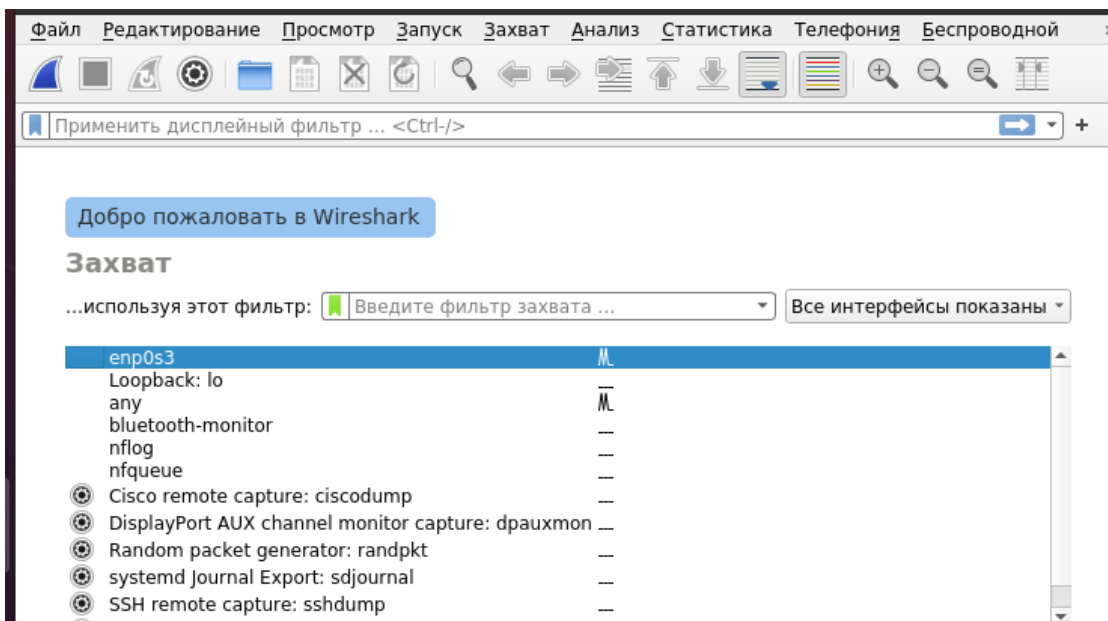 Файл Редактирование Просмотр Запуск Захват Анализ Статистика Телефония Беспроводной
Применить дисплейный фильтр ... <Ctrl-/> +
Добро пожаловать в Wireshark
Захват
...используя этот фильтр: Введите фильтр захвата ... Все интерфейсы показаны
enp0s3
Loopback: lo
any
bluetooth-monitor
nflog
nfqueue
Cisco remote capture: ciscodump
DisplayPort AUX channel monitor capture: dpauxmon
Random packet generator: randpkt
systemd Journal Export: sdjournal
SSH remote capture: sshdump